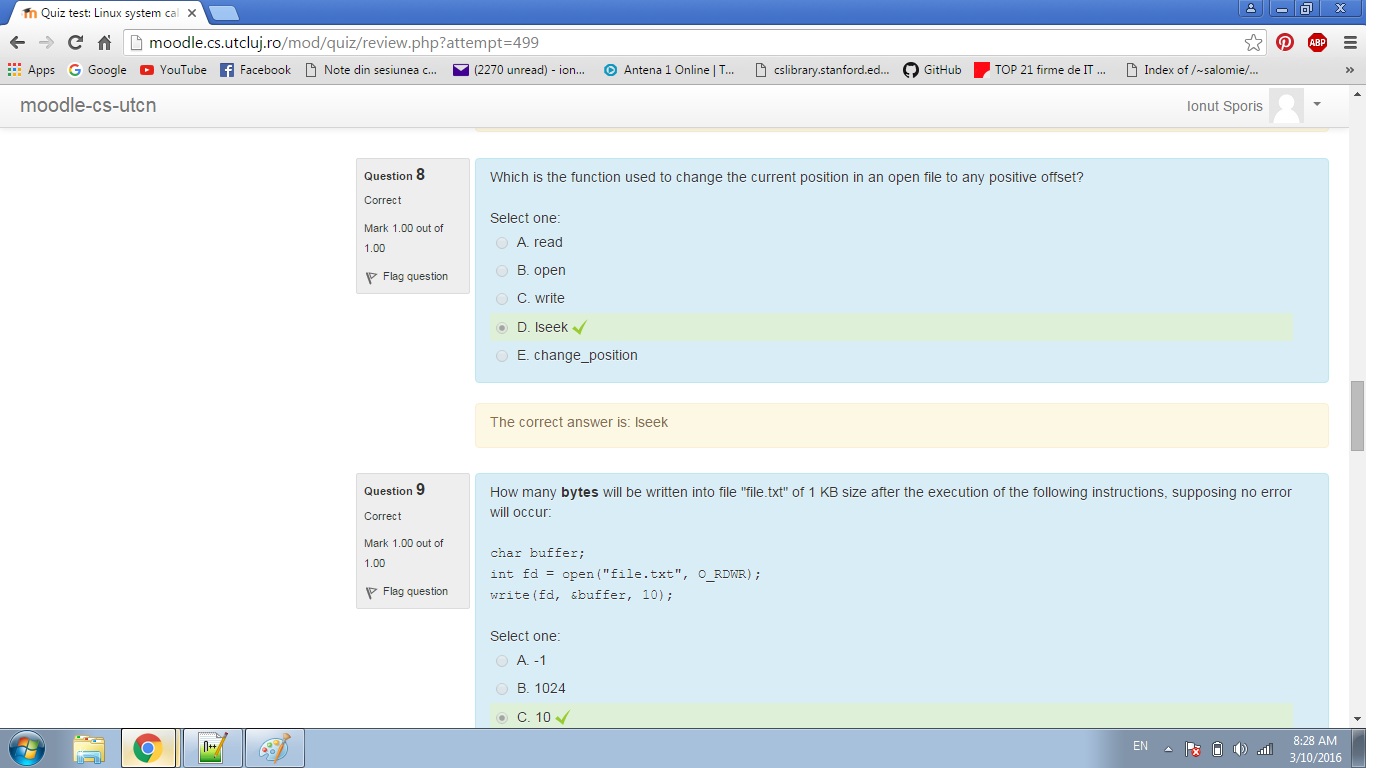 Quiz test: Linux system cal
moodle.cs.utcluj.ro/mod/quiz/review.php?attempt=499
ABP
Apps Google YouTube Facebook Note din sesiunea c... (2270 unread) - ion... Antena 1 Online | T... cslibrary.stanford.ed... GitHub TOP 21 firme de IT ... Index of /~salomie/... »
moodle-cs-utcn
Ionut Sporis
Question 8
Correct
Mark 1.00 out of
1.00
Flag question
Which is the function used to change the current position in an open file to any positive offset?
Select one:
A. read
B. open
C. write
D. lseek
E. change_position
The correct answer is: lseek
Question 9
Correct
Mark 1.00 out of
1.00
Flag question
How many bytes will be written into file "file.txt" of 1 KB size after the execution of the following instructions, supposing no error
will occur:
char buffer;
int fd = open("file.txt", O_RDWR);
write(fd, &buffer, 10);
Select one:
A. -1
B. 1024
C. 10
EN
8:28 AM
3/10/2016